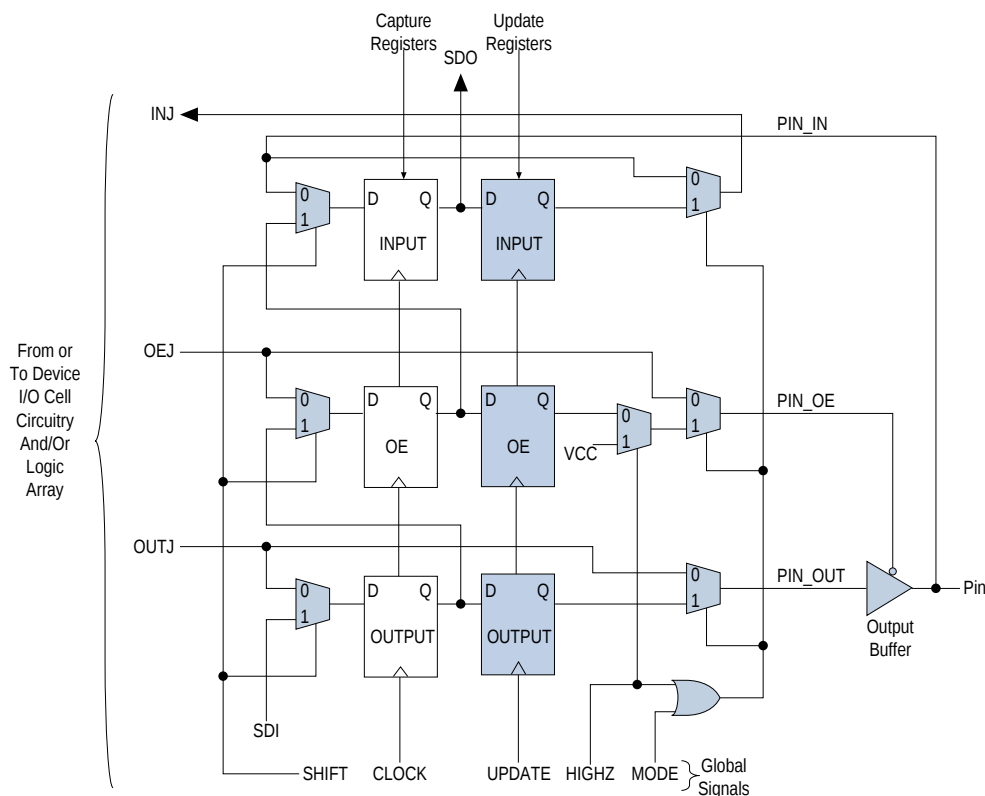 Capture
Registers
Update
Registers
SDO
INJ
PIN_IN
0
1
D Q
INPUT
D Q
INPUT
0
1
From or
To Device
I/O Cell
Circuitry
And/Or
Logic
Array
OEJ
0
1
D Q
OE
D Q
OE
0
1
VCC
0
1
PIN_OE
OUTJ
0
1
D Q
OUTPUT
D Q
OUTPUT
0
1
PIN_OUT
Pin
Output
Buffer
SDI
SHIFT
CLOCK
UPDATE
HIGHZ
MODE
Global
Signals